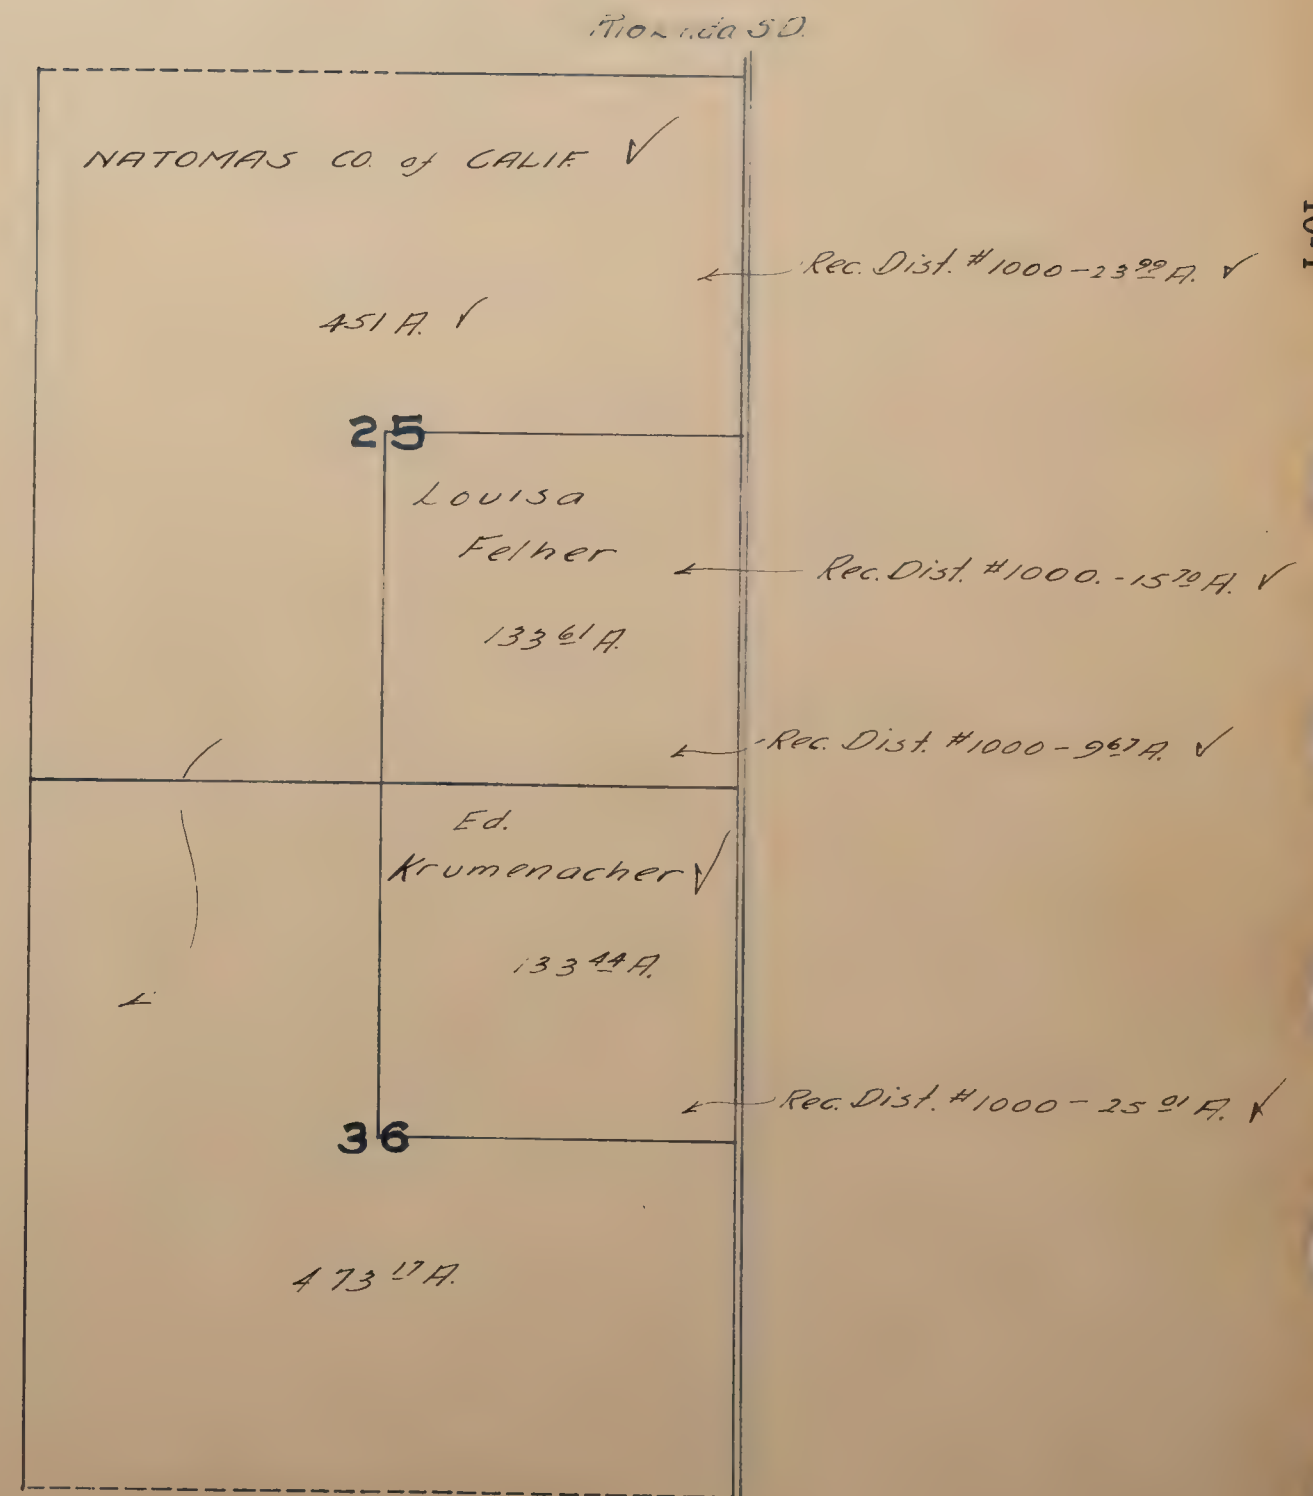 S D.
NATOMAS CO. of CALIF. ✓
Rec. Dist. #1000-23 99 A. ✓
451 A. ✓
25
Louisa
Felher
Rec. Dist. #1000.-15 70 A. ✓
133 61 A.
Rec. Dist. #1000-9 67 A. ✓
Ed.
Krumenacher ✓
133 44 A.
Rec. Dist. #1000-25 01 A. ✓
36
473 17 A.